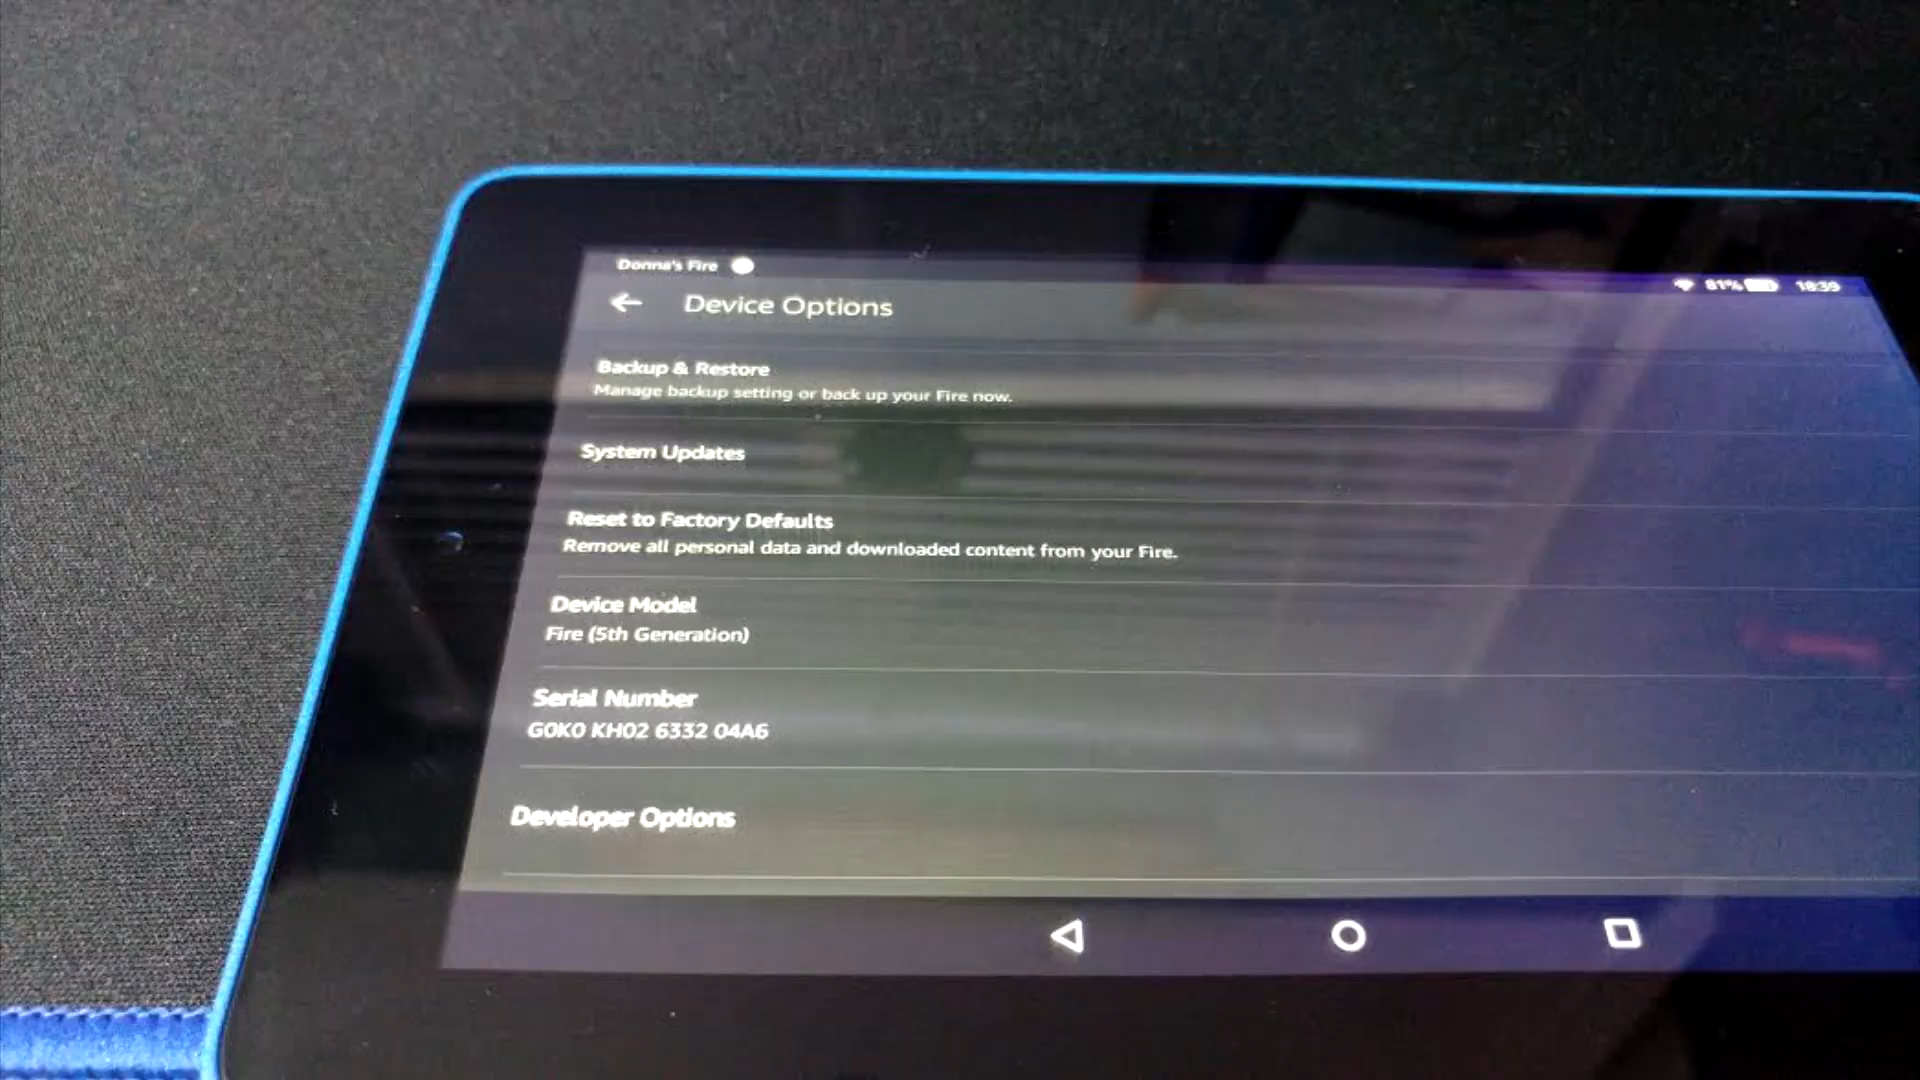 Donna's Fire
81% 18:39
Device Options
Backup & Restore
Manage backup setting or back up your Fire now.
System Updates
Reset to Factory Defaults
Remove all personal data and downloaded content from your Fire.
Device Model
Fire (5th Generation)
Serial Number
G0K0 KH02 6332 04A6
Developer Options